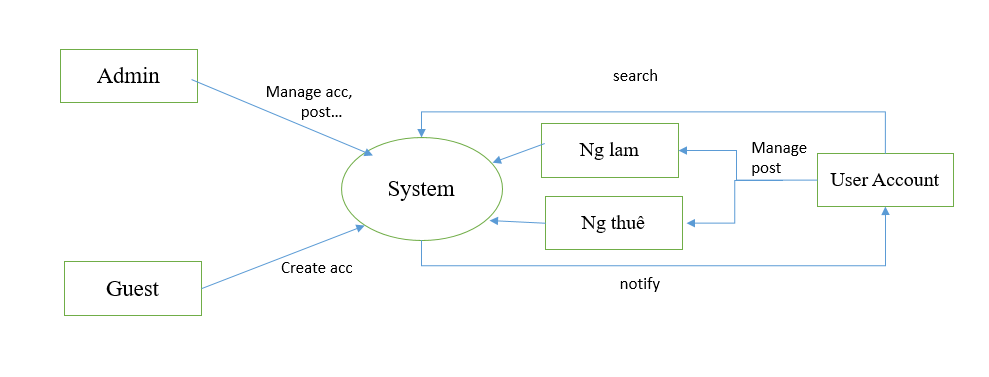 Admin
Manage acc,
post...
search
System
Ng lam
Ng thuê
Manage
post
User Account
Guest
Create acc
notify